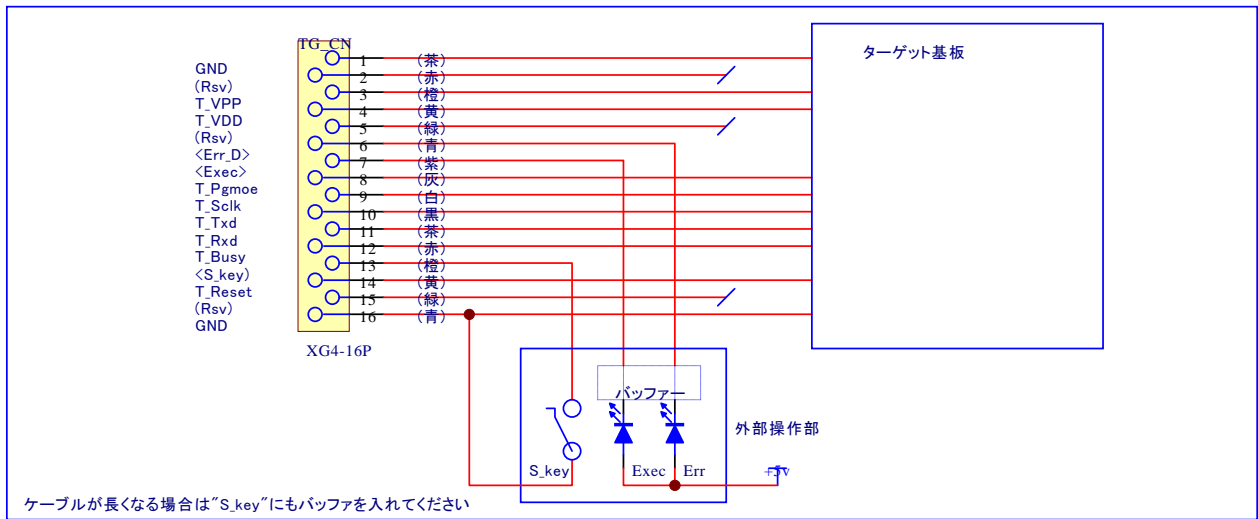 TG_CN
ターゲット基板
1 (茶)
GND
2 (赤)
(Rsv)
3 (橙)
T_VPP
4 (黄)
T_VDD
5 (緑)
(Rsv)
6 (青)
<Err_D>
7 (紫)
<Exec>
8 (灰)
T_Pgmoe
9 (白)
T_Sclk
10 (黒)
T_Txd
11 (茶)
T_Rxd
12 (赤)
T_Busy
13 (橙)
<S_key>
14 (黄)
T_Reset
15 (緑)
(Rsv)
16 (青)
GND
XG4-16P
バッファー
外部操作部
S_key Exec Err +5v
ケーブルが長くなる場合は"S_key"にもバッファを入れてください